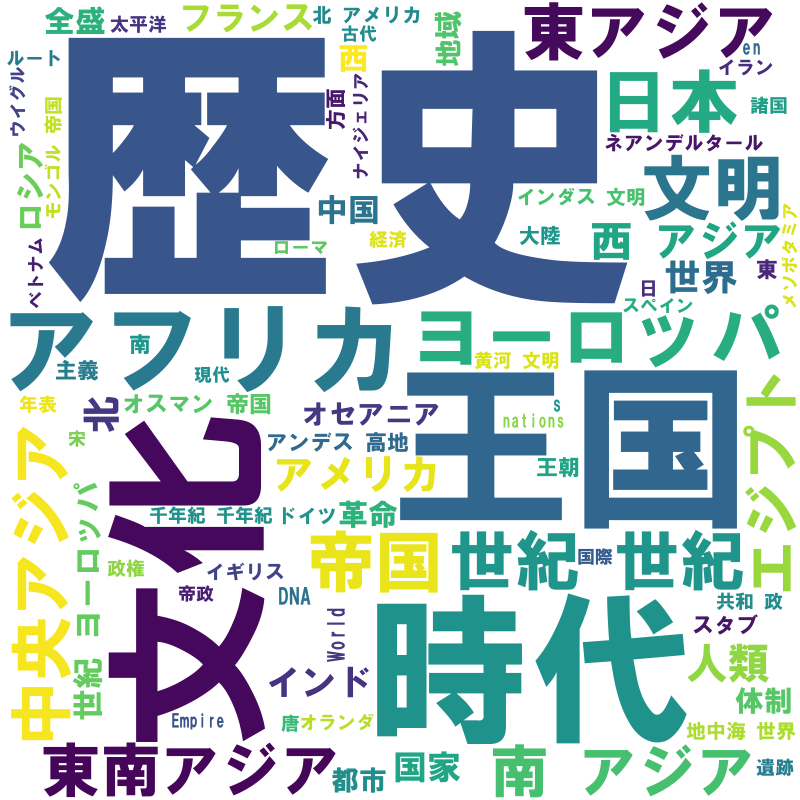 全盛
太平洋
フランス
北 アメリカ
古代
東アジア
en
イラン
ルート
ウイグル
モンゴル 帝国
ロシア
ベトナム
歴史
西
方面
ナイジェリア
地域
日本
諸国
ネアンデルタール
文明
インダス 文明
メソポタミア
中国
経済
ローマ
大陸
西 アジア
世界
東
日
スペイン
アフリカ
南
主義
現代
ヨーロッパ
黄河 文明
年表
宋
北
オスマン 帝国
オセアニア
アンデス 高地
アメリカ
s
nations
王国
王朝
エジプト
中央アジア
世紀 ヨーロッパ
文化
千年紀 千年紀
ドイツ
革命
帝国
世紀 世紀
国際
政権
イギリス
帝政
DNA
World
時代
共和 政
スタブ
人類
インド
体制
Empire
唐
オランダ
地中海 世界
東南アジア
都市
国家
南 アジア
遺跡